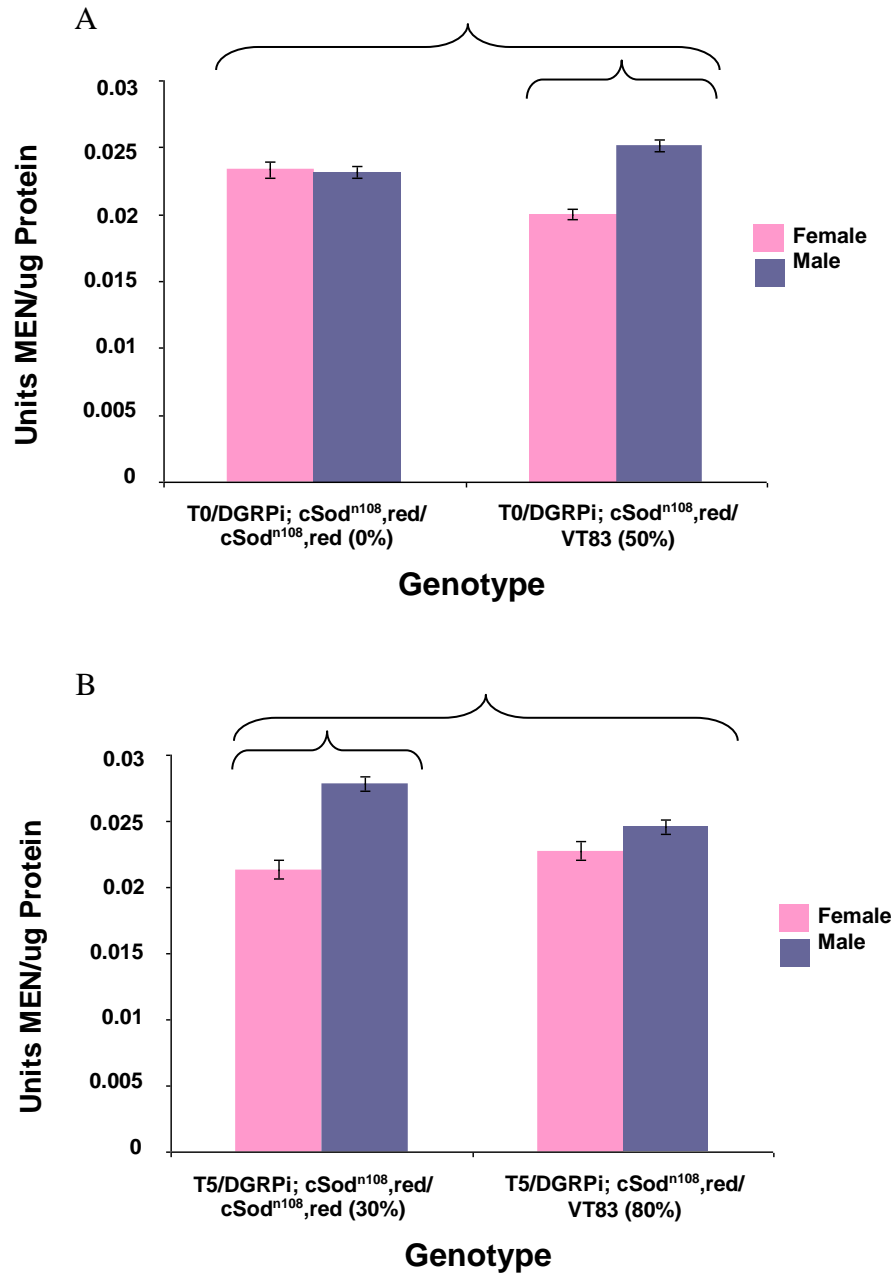 A
Units MEN/ug Protein
0.03
0.025
0.02
0.015
0.01
0.005
0
Female
Male
T0/DGRPi; cSodⁿ¹⁰⁸,red/
cSodⁿ¹⁰⁸,red (0%)
T0/DGRPi; cSodⁿ¹⁰⁸,red/
VT83 (50%)
Genotype
B
Units MEN/ug Protein
0.03
0.025
0.02
0.015
0.01
0.005
0
Female
Male
T5/DGRPi; cSodⁿ¹⁰⁸,red/
cSodⁿ¹⁰⁸,red (30%)
T5/DGRPi; cSodⁿ¹⁰⁸,red/
VT83 (80%)
Genotype